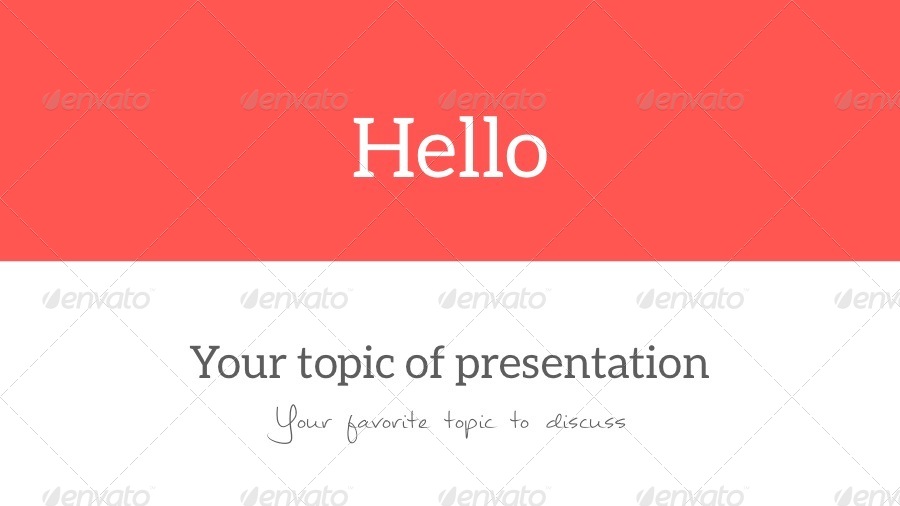 envato envato envato envato envato
Hello
envato envato envato envato envato
Your topic of presentation
Your favorite topic to discuss
envato envato envato envato envato